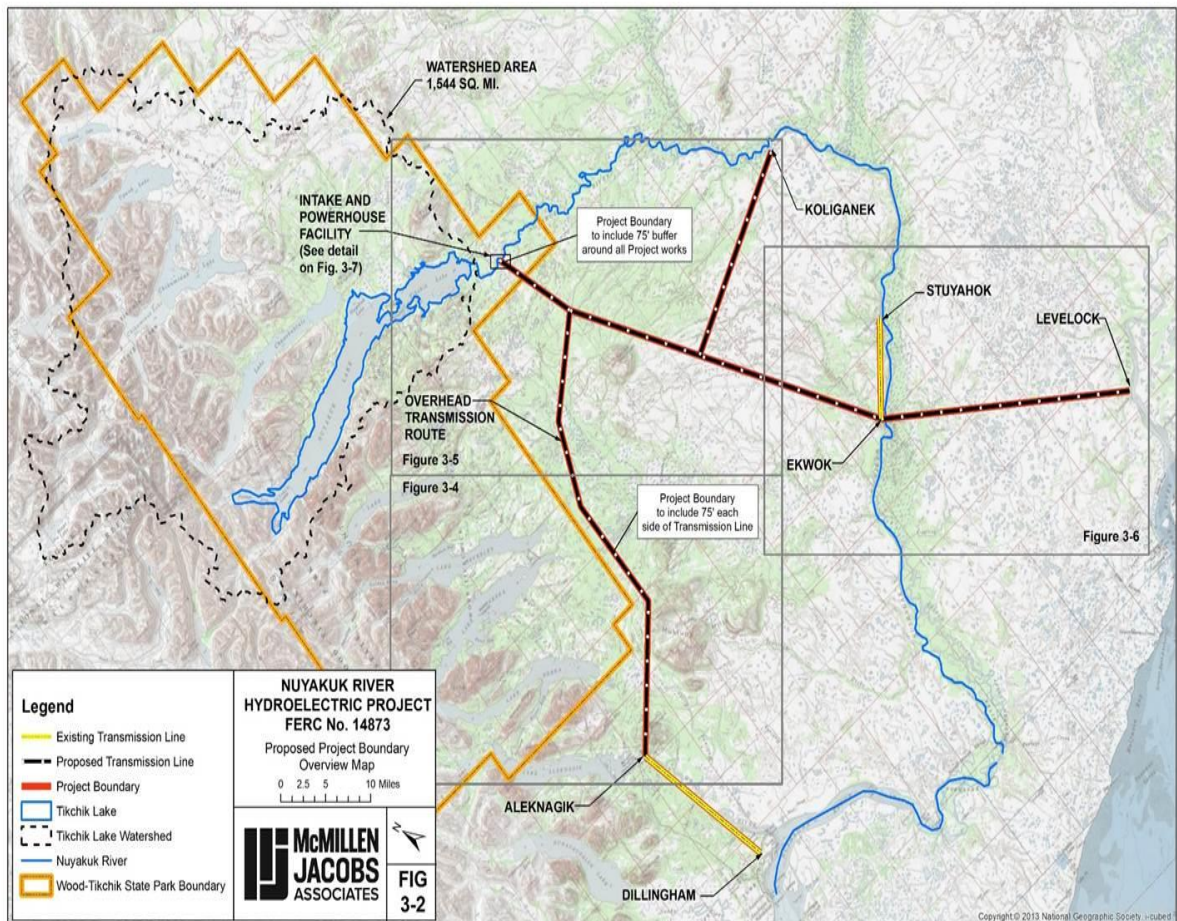 WATERSHED AREA
1,544 SQ. MI.
INTAKE AND
POWERHOUSE
FACILITY
(See detail
on Fig. 3-7)
Project Boundary
to include 75' buffer
around all Project works
KOLIGANEK
STUYAHOK
LEVELOCK
OVERHEAD
TRANSMISSION
ROUTE
Figure 3-5
Figure 3-4
EKWOK
Project Boundary
to include 75' each
side of Transmission Line
Figure 3-6
ALEKNAGIK
DILLINGHAM
Legend
Existing Transmission Line
Proposed Transmission Line
Project Boundary
Tikchik Lake
Tikchik Lake Watershed
Nuyakuk River
Wood-Tikchik State Park Boundary
NUYAKUK RIVER
HYDROELECTRIC PROJECT
FERC No. 14873
Proposed Project Boundary
Overview Map
0 2.5 5 10 Miles
McMILLEN
JACOBS
ASSOCIATES
N
FIG
3-2
Copyright:© 2013 National Geographic Society, i-cubed